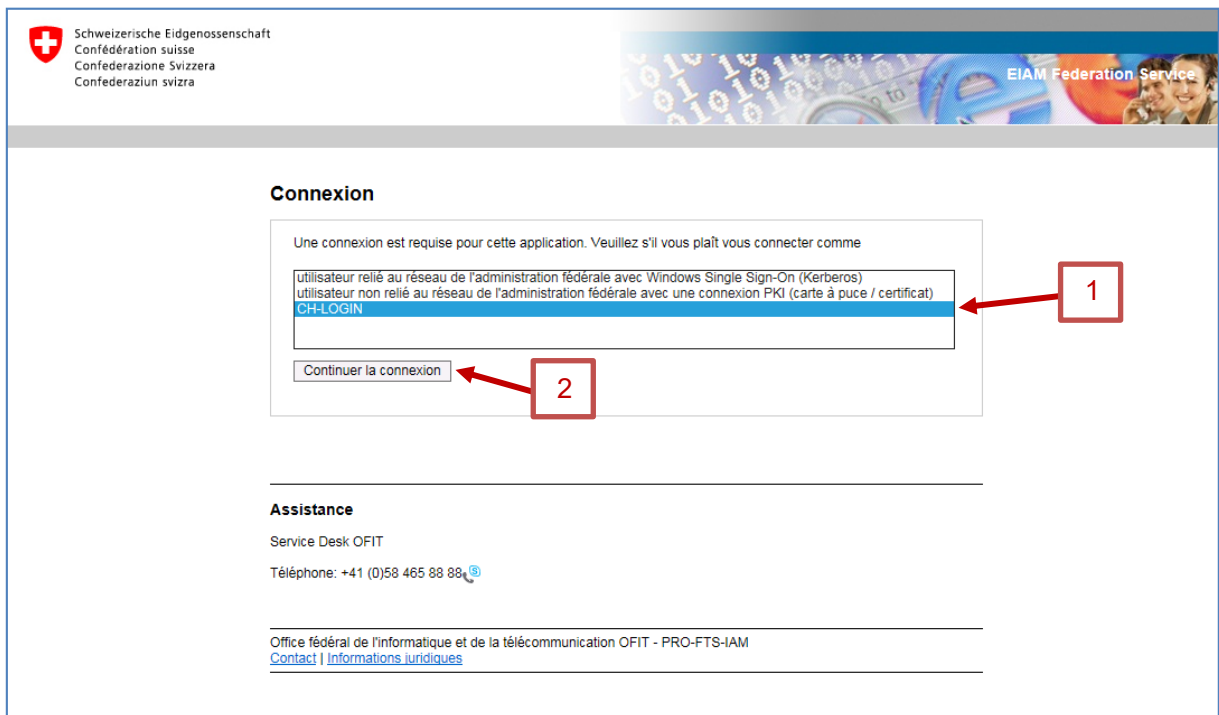 Schweizerische Eidgenossenschaft
Confédération suisse
Confederazione Svizzera
Confederaziun svizra
EIAM Federation Service
Connexion
Une connexion est requise pour cette application. Veuillez s'il vous plaît vous connecter comme
utilisateur relié au réseau de l'administration fédérale avec Windows Single Sign-On (Kerberos)
utilisateur non relié au réseau de l'administration fédérale avec une connexion PKI (carte à puce / certificat)
CH-LOGIN
1
Continuer la connexion
2
Assistance
Service Desk OFIT
Téléphone: +41 (0)58 465 88 88
Office fédéral de l'informatique et de la télécommunication OFIT - PRO-FTS-IAM
Contact | Informations juridiques